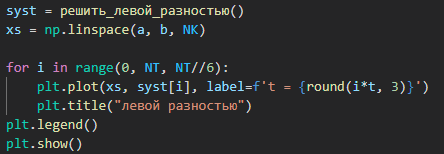 syst = решить_левой_разностью()
xs = np.linspace(a, b, NK)
for i in range(0, NT, NT//6):
    plt.plot(xs, syst[i], label=f't = {round(i*t, 3)}')
    plt.title("левой разностью")
plt.legend()
plt.show()